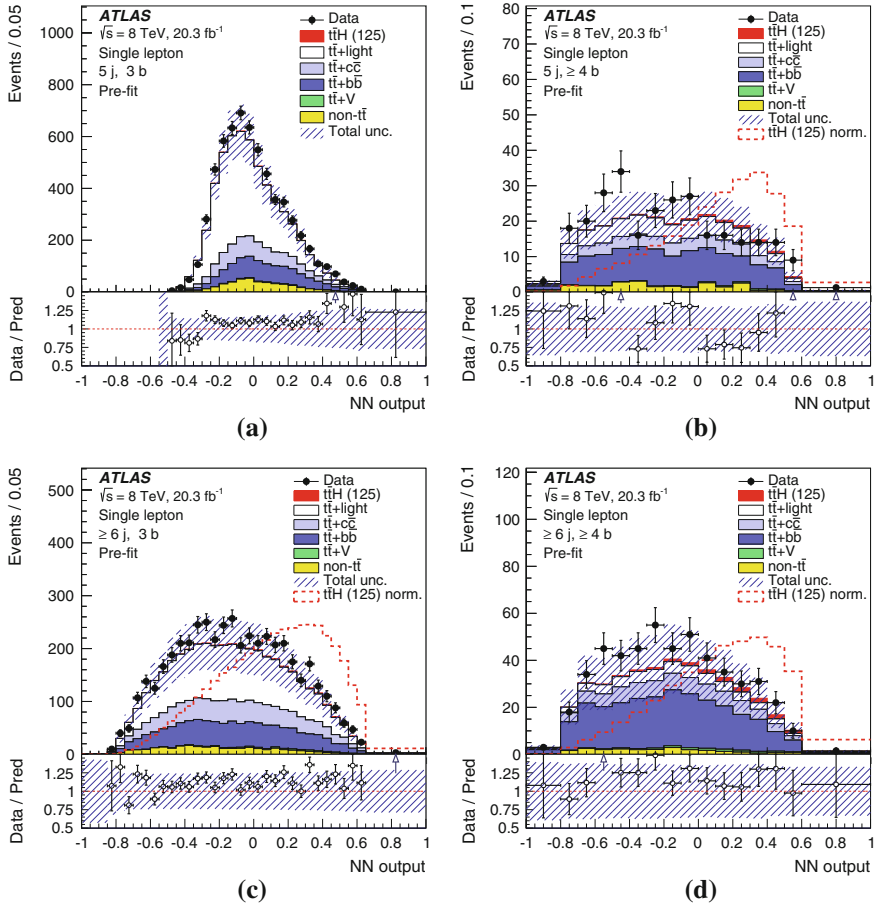 ATLAS
√s = 8 TeV, 20.3 fb⁻¹
Single lepton
5 j, 3 b
Pre-fit
Data
tt̄H (125)
tt̄+light
tt̄+cc̄
tt̄+bb̄
tt̄+V
non-tt̄
Total unc.
Events / 0.05
1000
800
600
400
200
0
Data / Pred
1.25
1
0.75
0.5
-1 -0.8 -0.6 -0.4 -0.2 0 0.2 0.4 0.6 0.8 1
NN output
(a)
ATLAS
√s = 8 TeV, 20.3 fb⁻¹
Single lepton
5 j, ≥ 4 b
Pre-fit
Data
tt̄H (125)
tt̄+light
tt̄+cc̄
tt̄+bb̄
tt̄+V
non-tt̄
Total unc.
tt̄H (125) norm.
Events / 0.1
80
70
60
50
40
30
20
10
0
Data / Pred
1.25
1
0.75
0.5
-1 -0.8 -0.6 -0.4 -0.2 0 0.2 0.4 0.6 0.8 1
NN output
(b)
ATLAS
√s = 8 TeV, 20.3 fb⁻¹
Single lepton
≥ 6 j, 3 b
Pre-fit
Data
tt̄H (125)
tt̄+light
tt̄+cc̄
tt̄+bb̄
tt̄+V
non-tt̄
Total unc.
tt̄H (125) norm.
Events / 0.05
500
400
300
200
100
0
Data / Pred
1.25
1
0.75
0.5
-1 -0.8 -0.6 -0.4 -0.2 0 0.2 0.4 0.6 0.8 1
NN output
(c)
ATLAS
√s = 8 TeV, 20.3 fb⁻¹
Single lepton
≥ 6 j, ≥ 4 b
Pre-fit
Data
tt̄H (125)
tt̄+light
tt̄+cc̄
tt̄+bb̄
tt̄+V
non-tt̄
Total unc.
tt̄H (125) norm.
Events / 0.1
120
100
80
60
40
20
0
Data / Pred
1.25
1
0.75
0.5
-1 -0.8 -0.6 -0.4 -0.2 0 0.2 0.4 0.6 0.8 1
NN output
(d)